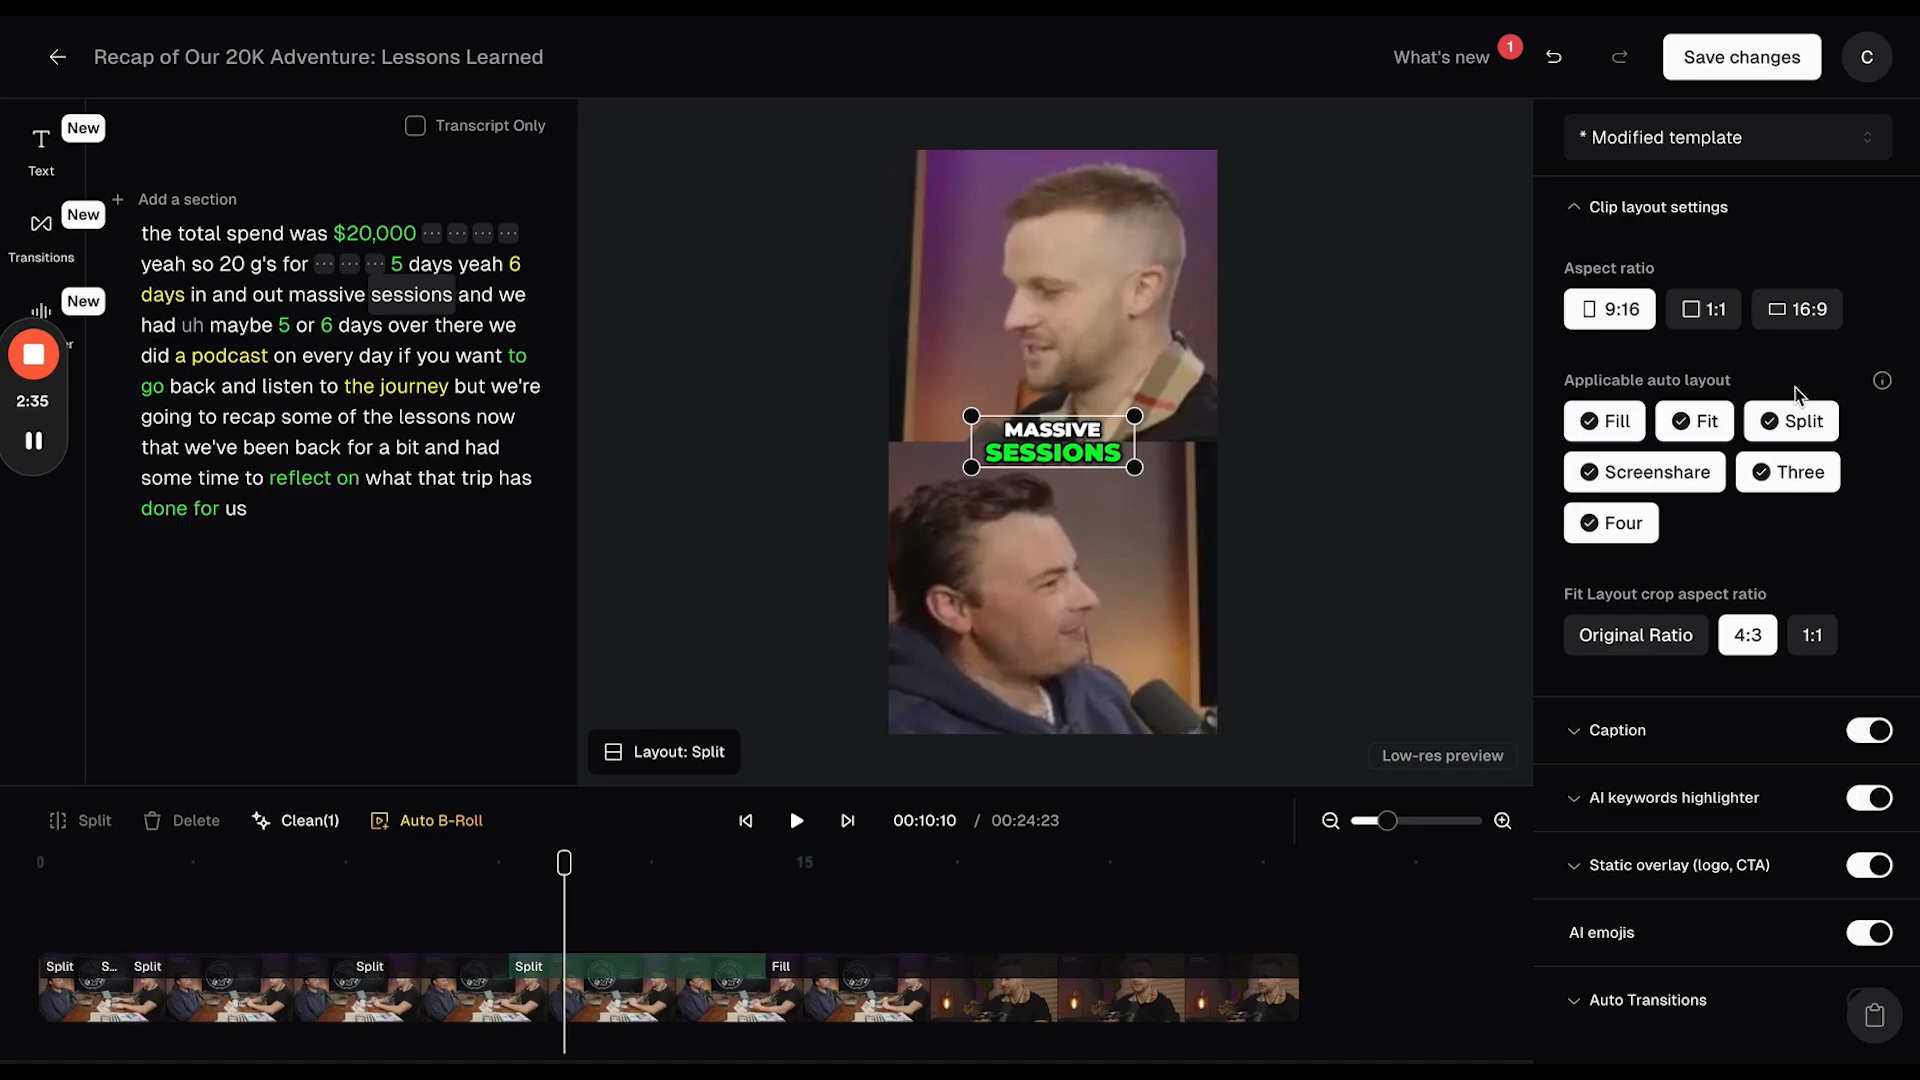 Recap of Our 20K Adventure: Lessons Learned
What's new
1
Save changes
C
New
Text
New
Transitions
New
r
2:35
Transcript Only
Add a section
the total spend was $20,000 ... ... ... ...
yeah so 20 g's for ... ... ... 5 days yeah 6
days in and out massive sessions and we
had uh maybe 5 or 6 days over there we
did a podcast on every day if you want to
go back and listen to the journey but we're
going to recap some of the lessons now
that we've been back for a bit and had
some time to reflect on what that trip has
done for us
MASSIVE
SESSIONS
Layout: Split
Low-res preview
* Modified template
Clip layout settings
Aspect ratio
9:16 1:1 16:9
Applicable auto layout
Fill Fit Split
Screenshare Three
Four
Fit Layout crop aspect ratio
Original Ratio 4:3 1:1
Caption
AI keywords highlighter
Static overlay (logo, CTA)
AI emojis
Auto Transitions
Split Delete Clean(1) Auto B-Roll
00:10:10 / 00:24:23
0 15
Split S... Split Split Split Fill